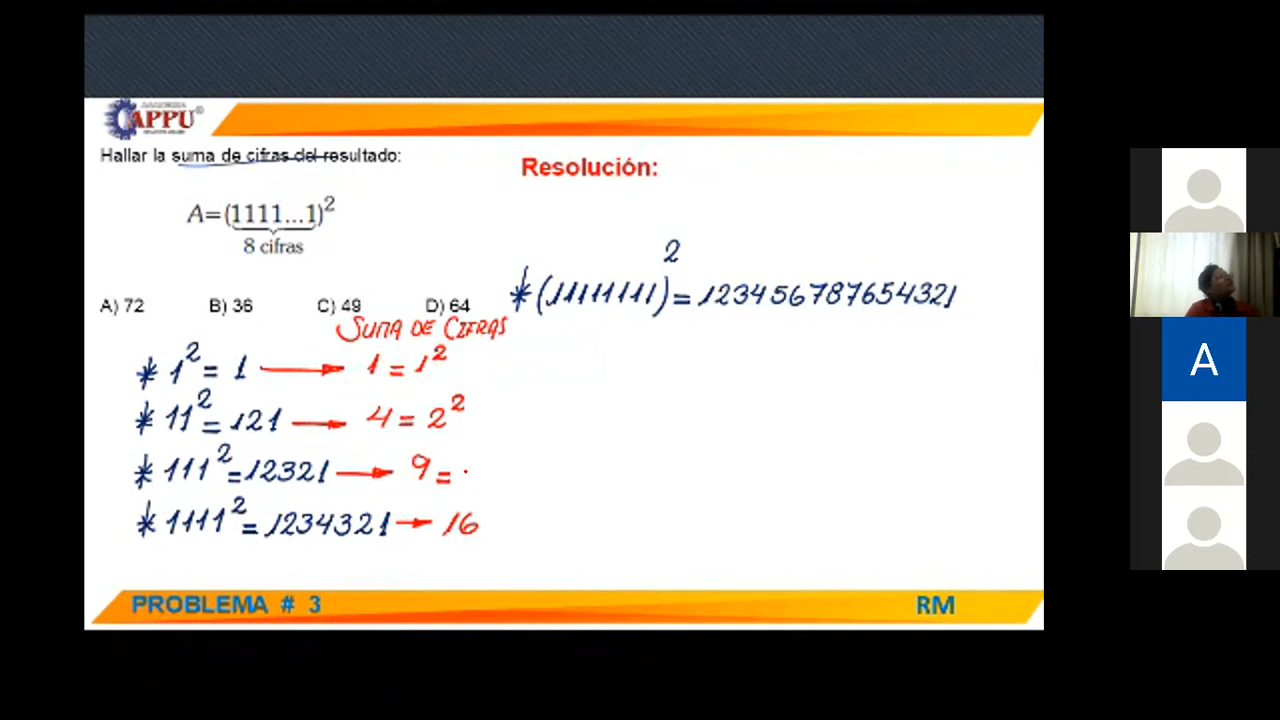 APPU®
Hallar la suma de cifras del resultado:
Resolución:
A=(1111...1)²
8 cifras
*(11111111)² = 123456787654321
A) 72 B) 36 C) 49 D) 64
SUMA DE CIFRAS
* 1² = 1 → 1 = 1²
* 11² = 121 → 4 = 2²
* 111² = 12321 → 9 =
* 1111² = 1234321 → 16
A
PROBLEMA # 3
RM